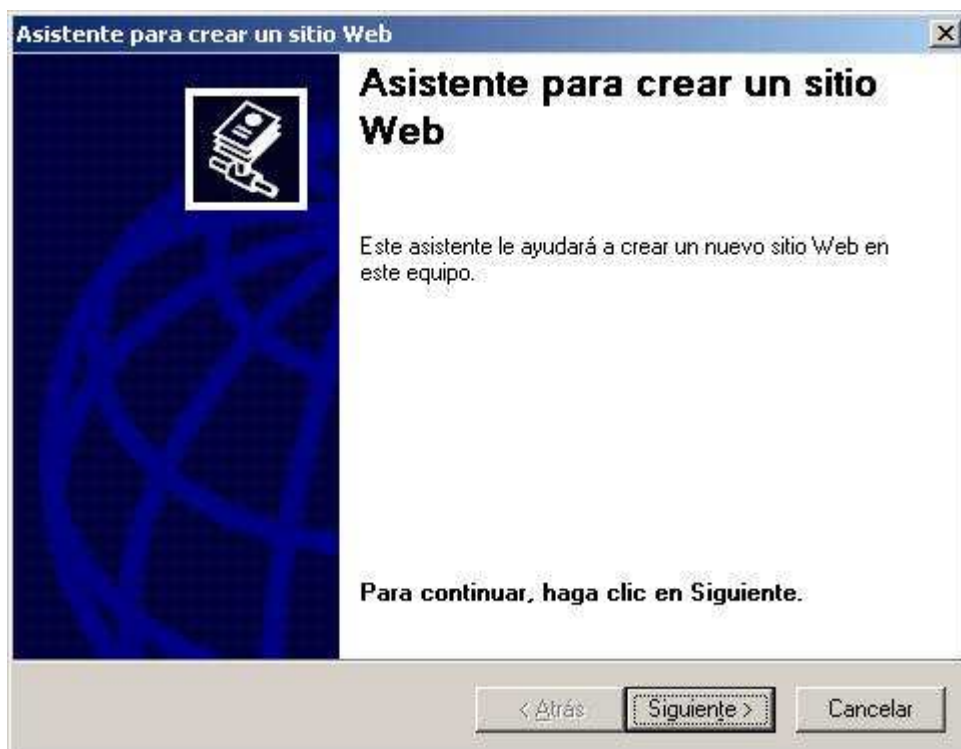 Asistente para crear un sitio Web
Asistente para crear un sitio
Web
Este asistente le ayudará a crear un nuevo sitio Web en
este equipo.
Para continuar, haga clic en Siguiente.
< Atrás
Siguiente >
Cancelar